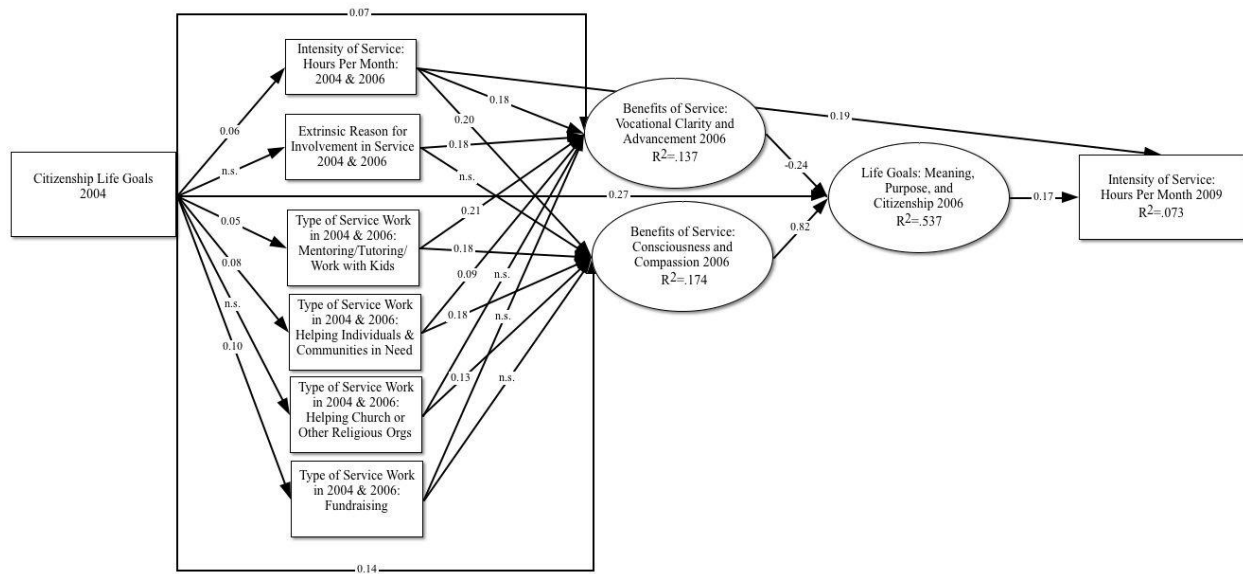 0.07
Intensity of Service:
Hours Per Month:
2004 & 2006
0.18
0.20
0.06
Extrinsic Reason for
Involvement in Service
2004 & 2006
0.18
n.s.
n.s.
Benefits of Service:
Vocational Clarity and
Advancement 2006
R2=.137
0.19
Citizenship Life Goals
2004
-0.24
0.27
Life Goals: Meaning,
Purpose, and
Citizenship 2006
R2=.537
0.17
Intensity of Service:
Hours Per Month 2009
R2=.073
0.05
Type of Service Work
in 2004 & 2006:
Mentoring/Tutoring/
Work with Kids
0.21
0.18
Benefits of Service:
Consciousness and
Compassion 2006
R2=.174
0.82
0.08
Type of Service Work
in 2004 & 2006:
Helping Individuals &
Communities in Need
0.09
n.s.
0.18
n.s.
n.s.
0.10
Type of Service Work
in 2004 & 2006:
Helping Church or
Other Religious Orgs
0.13
n.s.
Type of Service Work
in 2004 & 2006:
Fundraising
0.14